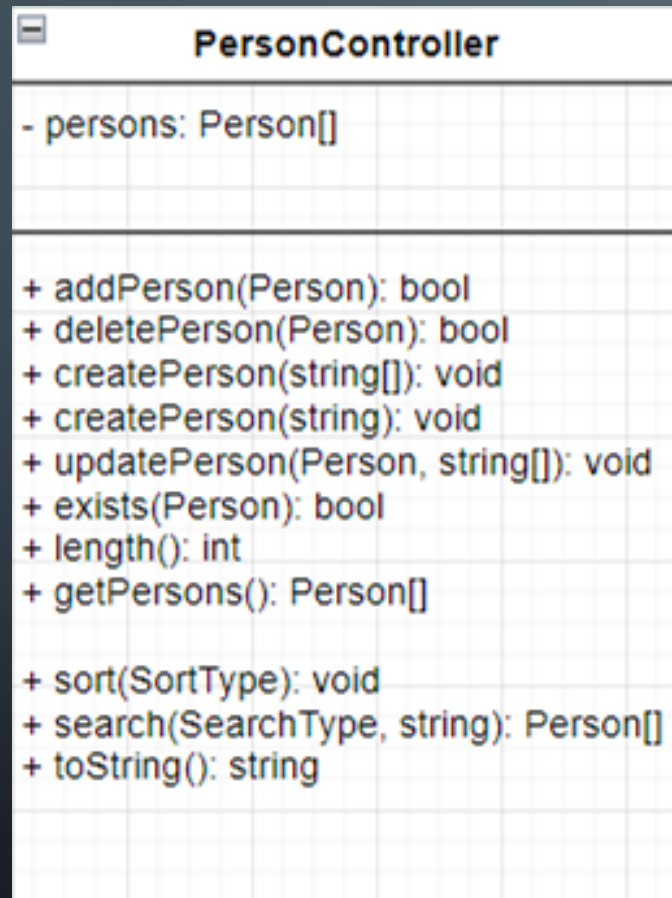 PersonController
- persons: Person[]
+ addPerson(Person): bool
+ deletePerson(Person): bool
+ createPerson(string[]): void
+ createPerson(string): void
+ updatePerson(Person, string[]): void
+ exists(Person): bool
+ length(): int
+ getPersons(): Person[]
+ sort(SortType): void
+ search(SearchType, string): Person[]
+ toString(): string